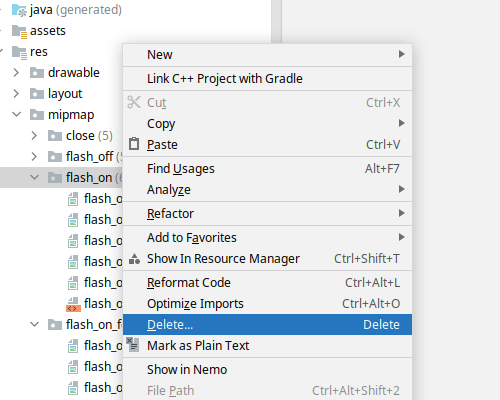 java (generated)
assets
res
drawable
layout
mipmap
close (5)
flash_off
flash_on
flash_o
flash_o
flash_o
flash_o
flash_o
flash_o
flash_on_f
flash_o
flash_o
flash_o
New
Link C++ Project with Gradle
Cut Ctrl+X
Copy
Paste Ctrl+V
Find Usages Alt+F7
Analyze
Refactor
Add to Favorites
Show In Resource Manager Ctrl+Shift+T
Reformat Code Ctrl+Alt+L
Optimize Imports Ctrl+Alt+O
Delete... Delete
Mark as Plain Text
Show in Nemo
File Path Ctrl+Alt+Shift+2